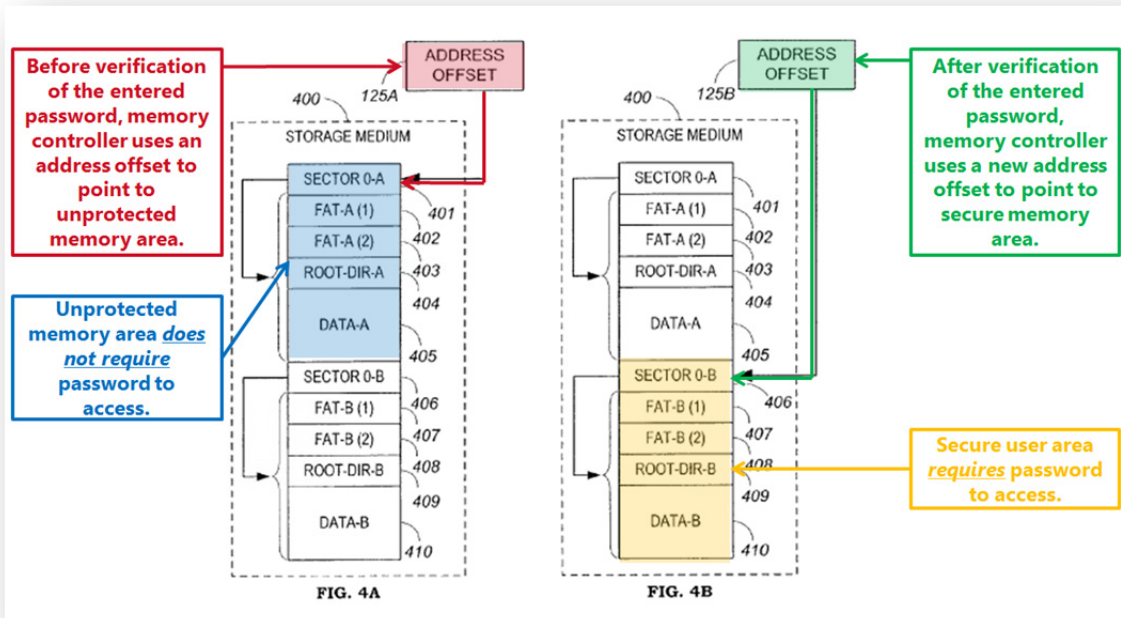 Before verification
of the entered
password, memory
controller uses an
address offset to
point to
unprotected
memory area.
Unprotected
memory area does
not require
password to
access.
ADDRESS
OFFSET
125A
400
STORAGE MEDIUM
SECTOR 0-A
401
FAT-A (1)
402
FAT-A (2)
403
ROOT-DIR-A
404
DATA-A
405
SECTOR 0-B
406
FAT-B (1)
407
FAT-B (2)
408
ROOT-DIR-B
409
DATA-B
410
FIG. 4A
ADDRESS
OFFSET
125B
400
STORAGE MEDIUM
SECTOR 0-A
401
FAT-A (1)
402
FAT-A (2)
403
ROOT-DIR-A
404
DATA-A
405
SECTOR 0-B
406
FAT-B (1)
407
FAT-B (2)
408
ROOT-DIR-B
409
DATA-B
410
FIG. 4B
After verification
of the entered
password,
memory controller
uses a new address
offset to point to
secure memory
area.
Secure user area
requires password
to access.